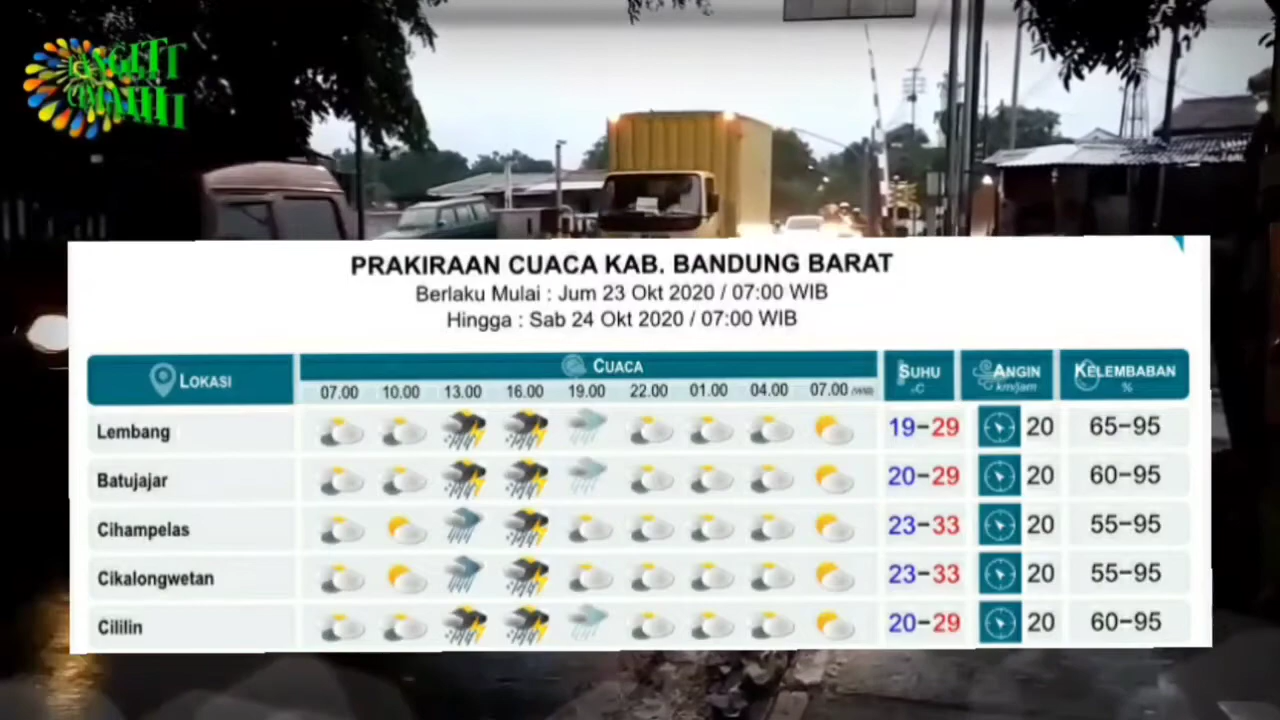 PRAKIRAAN CUACA KAB. BANDUNG BARAT
Berlaku Mulai : Jum 23 Okt 2020 / 07:00 WIB
Hingga : Sab 24 Okt 2020 / 07:00 WIB
LOKASI CUACA SUHU °C ANGIN km/jam KELEMBABAN %
07.00 10.00 13.00 16.00 19.00 22.00 01.00 04.00 07.00 (WIB)
Lembang 19-29 20 65-95
Batujajar 20-29 20 60-95
Cihampelas 23-33 20 55-95
Cikalongwetan 23-33 20 55-95
Cililin 20-29 20 60-95